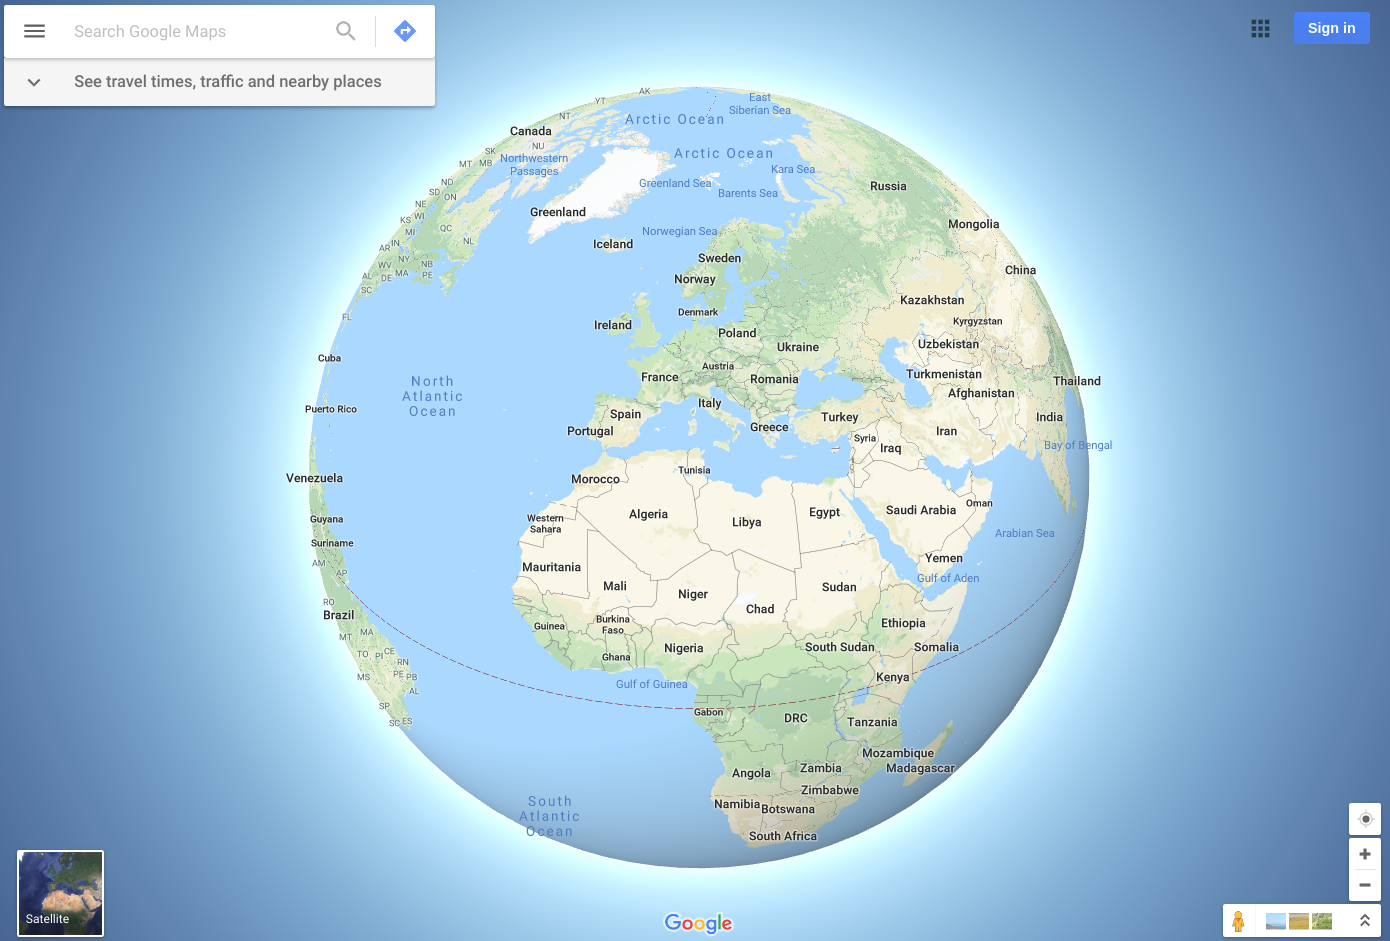 Search Google Maps
Sign in
See travel times, traffic and nearby places
AK
YT
East
Siberian Sea
NT
Arctic Ocean
Canada
NU
SK
Northwestern
Passages
MT
MB
Arctic Ocean
Kara Sea
Greenland Sea
Barents Sea
Russia
ND
SD
ON
NE
WI
KS
MI
QC
NL
Greenland
Mongolia
Norwegian Sea
Iceland
AR
IN
NY
WV
MA
NB
AL
DE
PE
SC
Sweden
China
Norway
Kazakhstan
FL
Denmark
Ireland
Poland
Kyrgyzstan
Ukraine
Uzbekistan
Cuba
Austria
France
Romania
Turkmenistan
Thailand
North
Atlantic
Ocean
Afghanistan
Puerto Rico
Italy
Spain
Turkey
India
Portugal
Greece
Syria
Iran
Iraq
Bay of Bengal
Venezuela
Morocco
Tunisia
Algeria
Libya
Egypt
Saudi Arabia
Oman
Guyana
Western
Sahara
Suriname
Arabian Sea
AM
AP
Mauritania
Yemen
Gulf of Aden
Mali
Niger
Chad
Sudan
RO
Brazil
Guinea
Burkina
Faso
Ethiopia
MT
MA
Ghana
Nigeria
South Sudan
Somalia
TO
PI
CE
RN
MS
PE
PB
AL
Gulf of Guinea
Kenya
SP
SC
ES
Gabon
DRC
Tanzania
Mozambique
Angola
Zambia
Madagascar
Zimbabwe
Namibia
Botswana
South
Atlantic
Ocean
South Africa
Satellite
Google